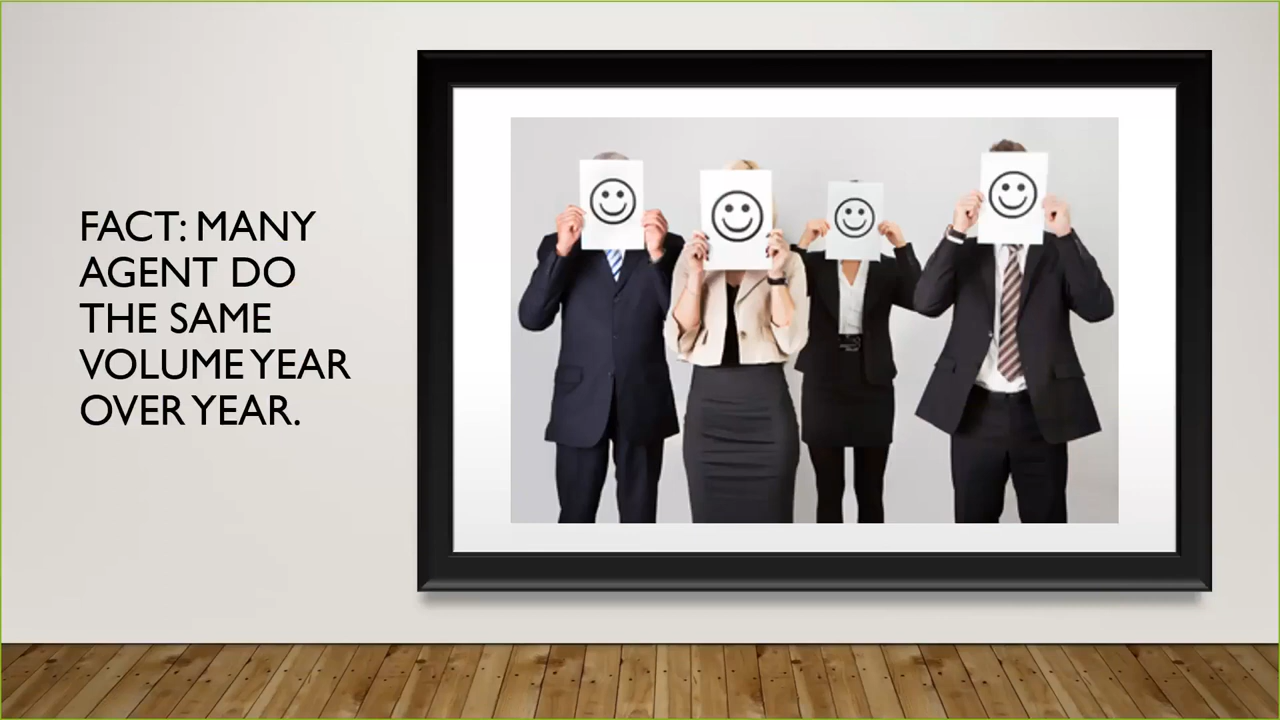 FACT: MANY
AGENT DO
THE SAME
VOLUME YEAR
OVER YEAR.